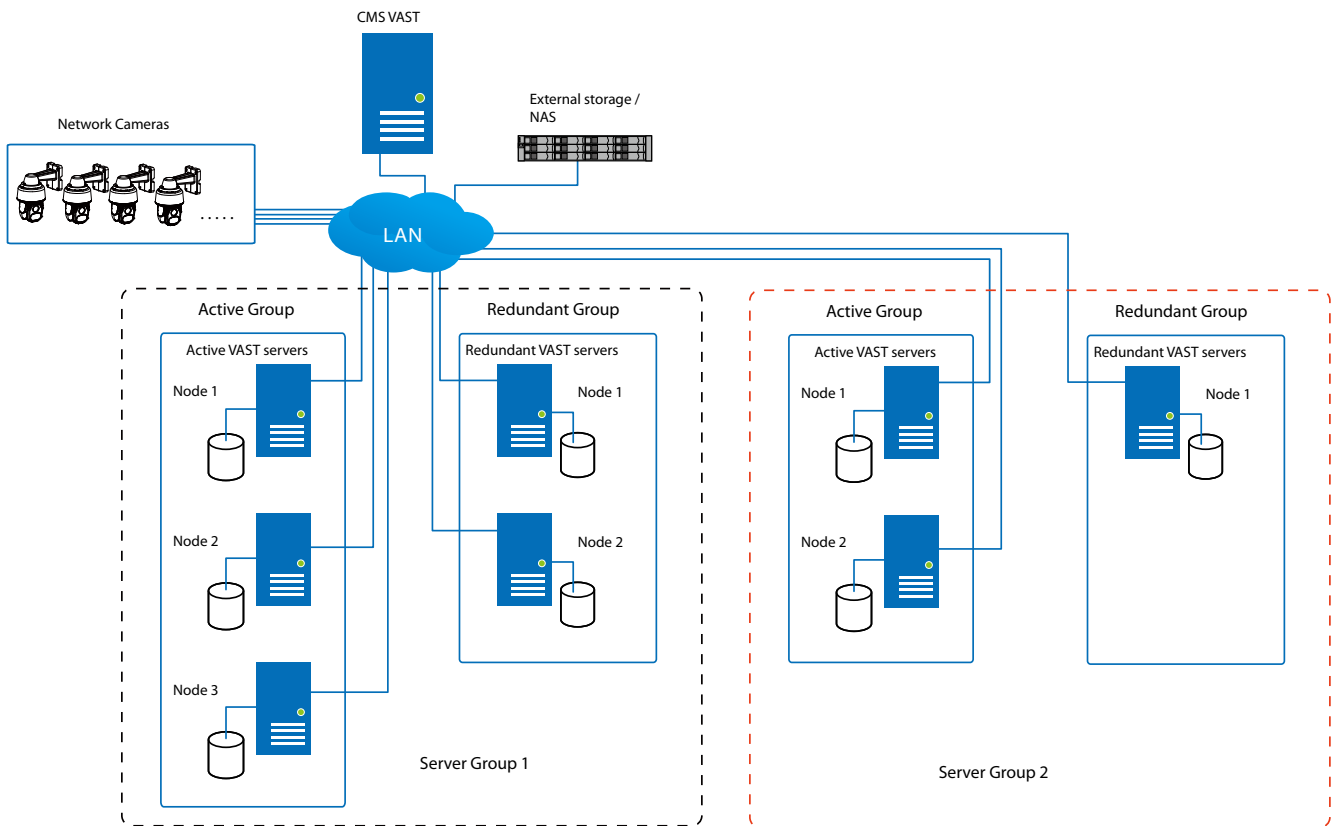 CMS VAST
External storage /
NAS
Network Cameras
.....
LAN
Active Group
Redundant Group
Active VAST servers
Redundant VAST servers
Node 1
Node 1
Node 2
Node 2
Node 3
Server Group 1
Active Group
Redundant Group
Active VAST servers
Redundant VAST servers
Node 1
Node 1
Node 2
Server Group 2